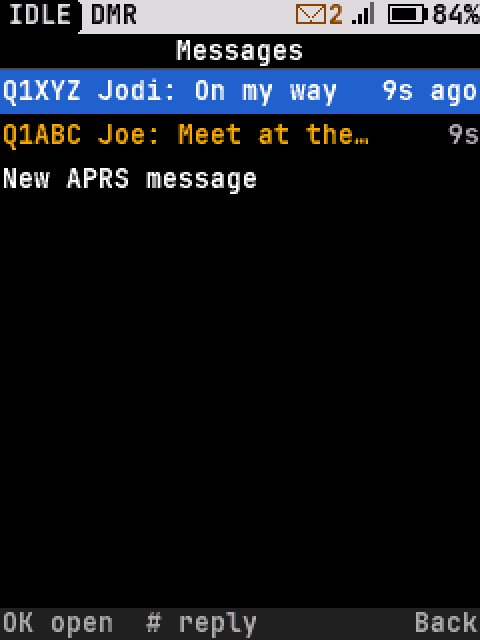 IDLE DMR 2 84%
Messages
Q1XYZ Jodi: On my way 9s ago
Q1ABC Joe: Meet at the… 9s
New APRS message
OK open # reply Back